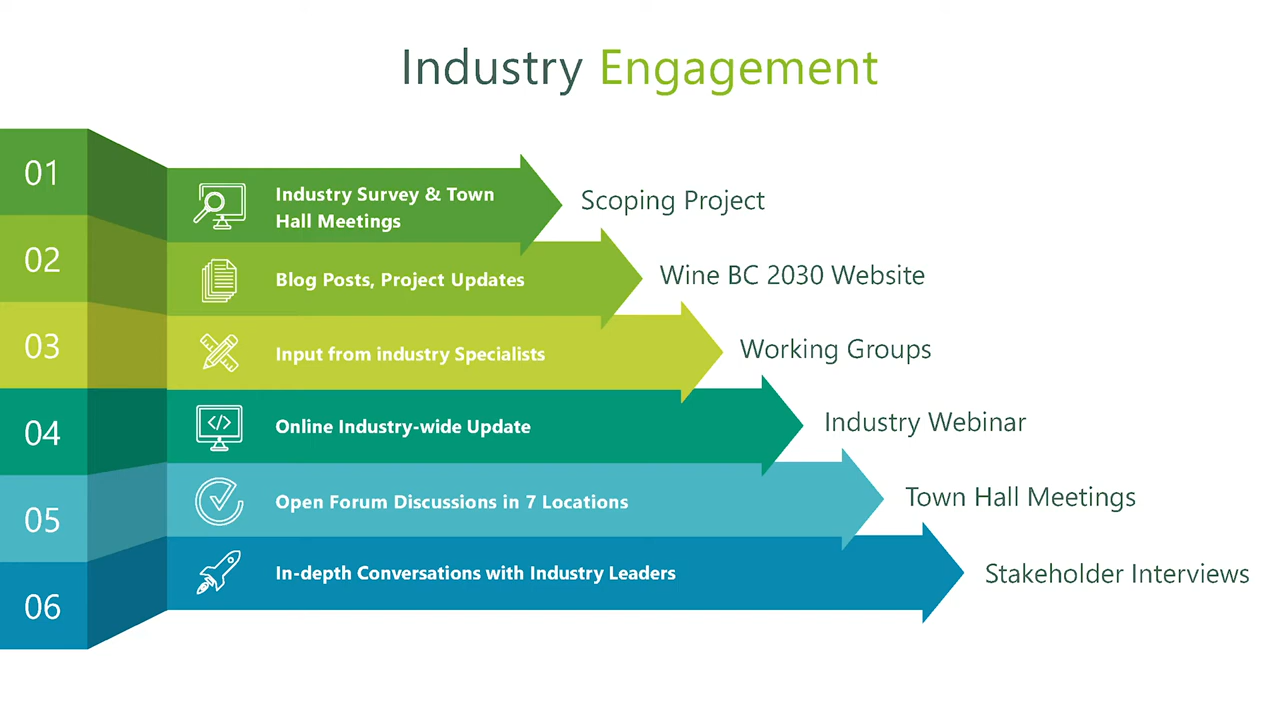 Industry Engagement
01
Industry Survey & Town
Hall Meetings
Scoping Project
02
Blog Posts, Project Updates
Wine BC 2030 Website
03
Input from industry Specialists
Working Groups
04
</>
Online Industry-wide Update
Industry Webinar
05
Open Forum Discussions in 7 Locations
Town Hall Meetings
06
In-depth Conversations with Industry Leaders
Stakeholder Interviews